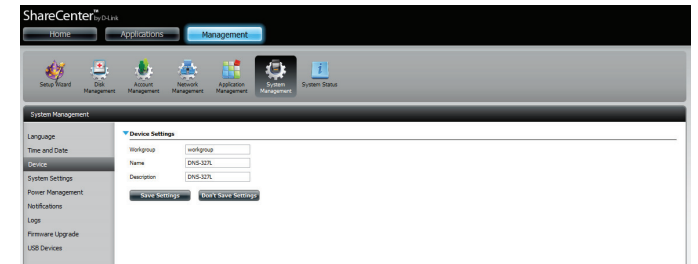 ShareCenter™ by D-Link
Home Applications Management
Setup Wizard Disk Management Account Management Network Management Application Management System Management System Status
System Management
Language
Time and Date
Device
System Settings
Power Management
Notifications
Logs
Firmware Upgrade
USB Devices
Device Settings
Workgroup workgroup
Name DNS-327L
Description DNS-327L
Save Settings Don't Save Settings